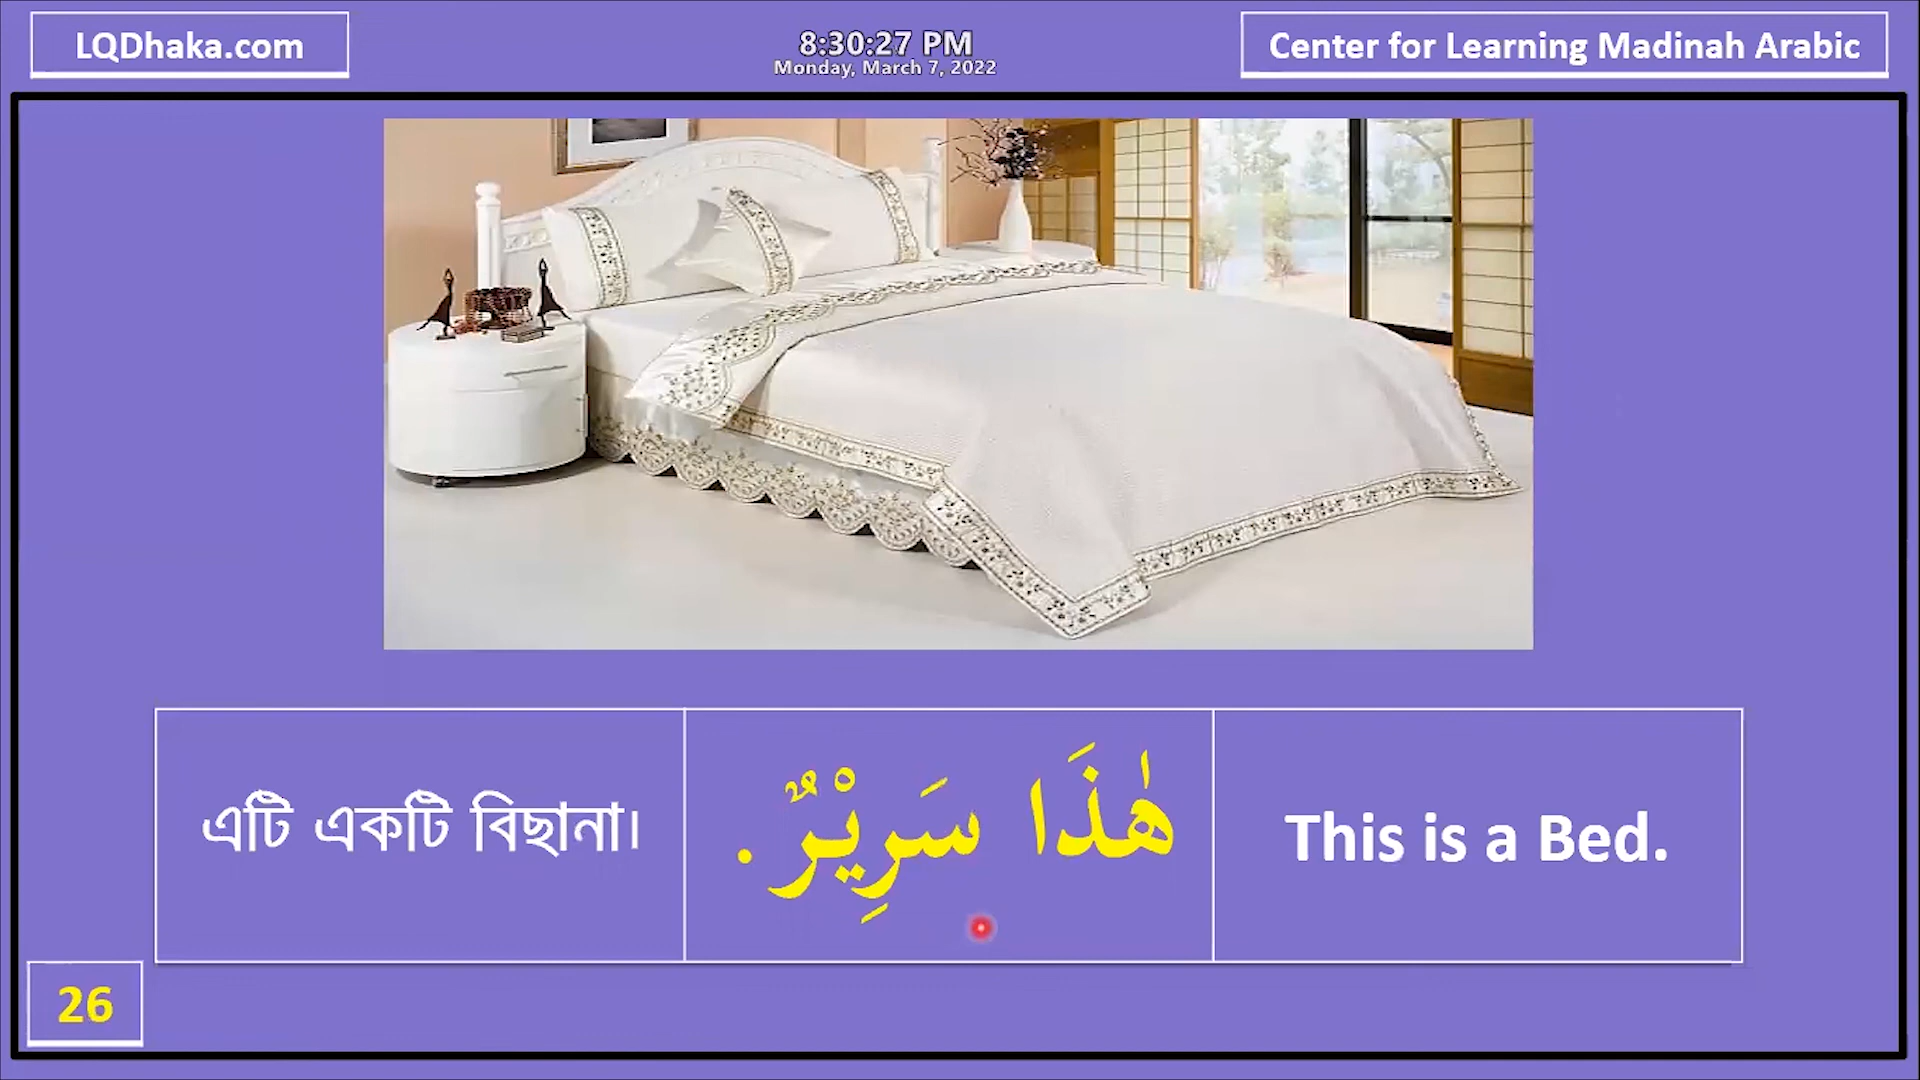 LQDhaka.com
8:30:27 PM
Monday, March 7, 2022
Center for Learning Madinah Arabic
এটি একটি বিছানা।
هٰذَا سَرِيْرٌ.
This is a Bed.
26